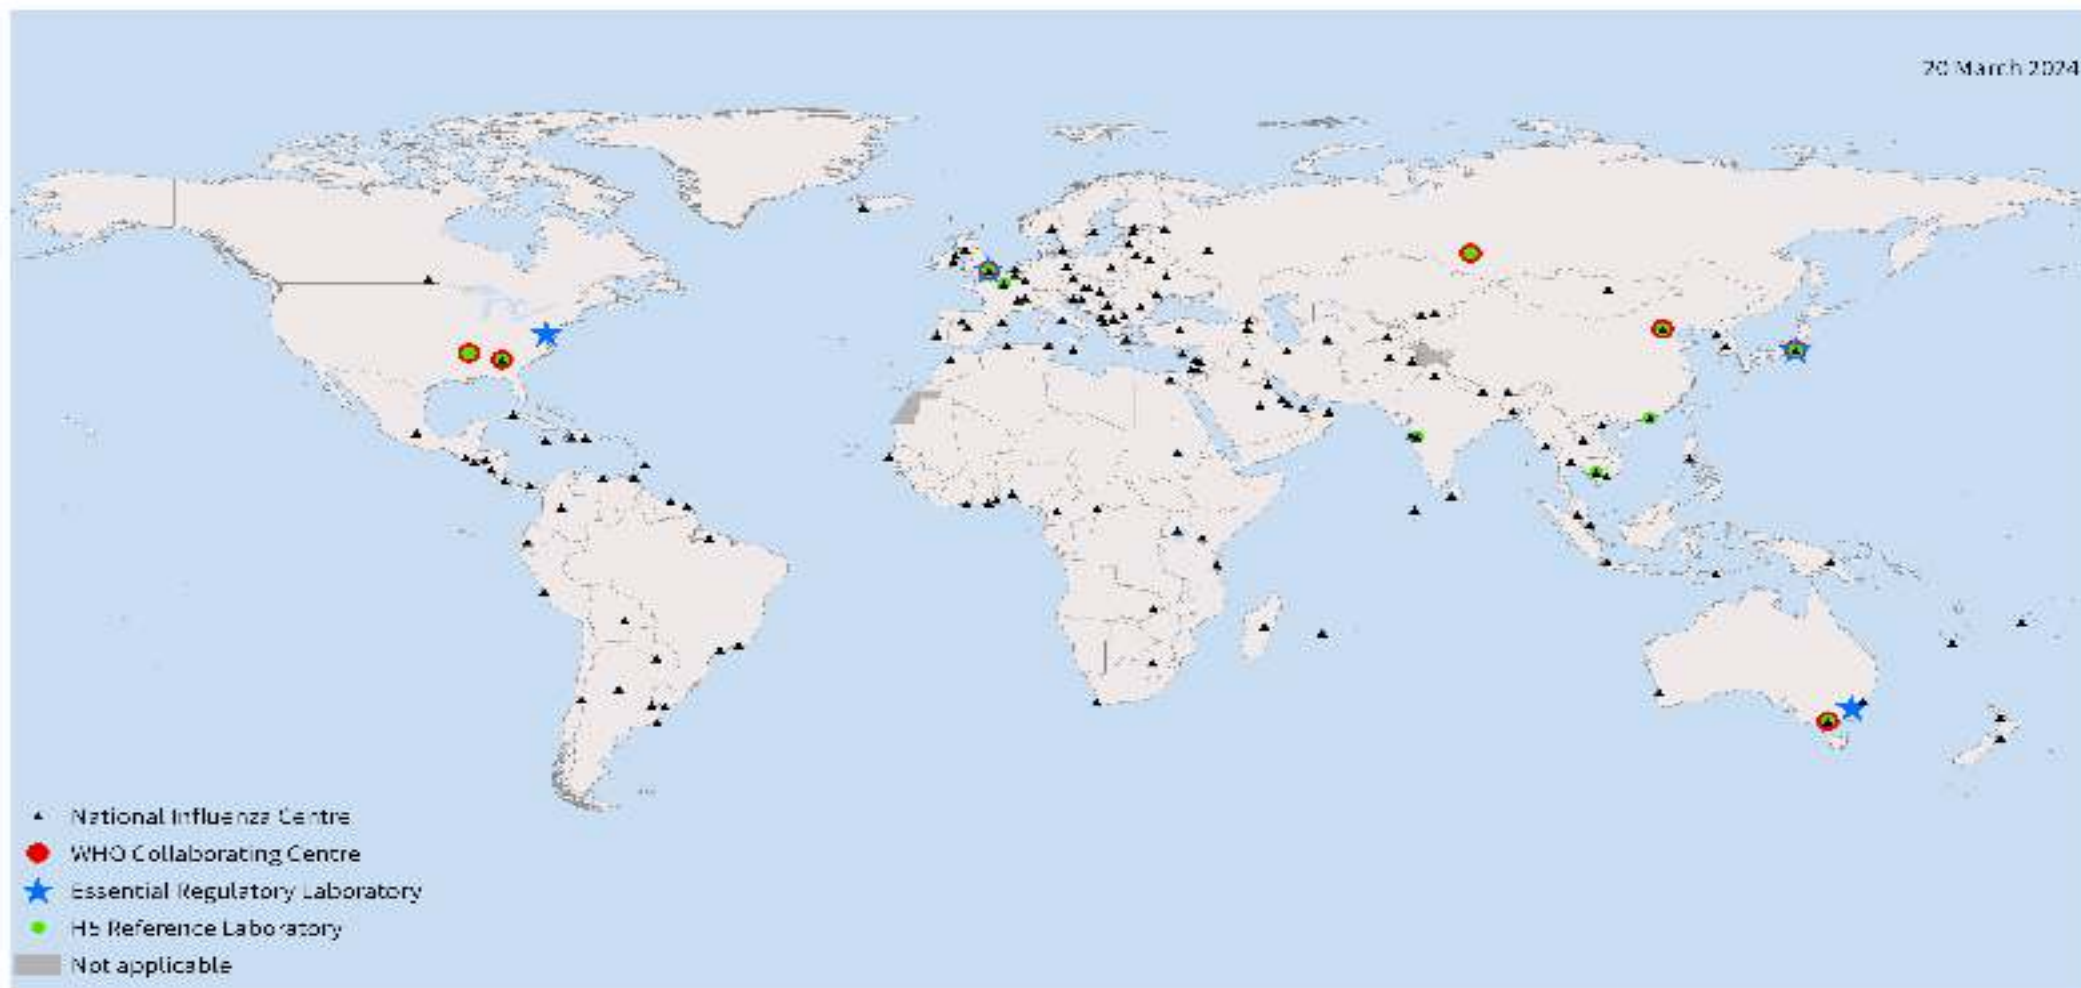 20 March 2024
National Influenza Centre
WHO Collaborating Centre
Essential Regulatory Laboratory
H5 Reference Laboratory
Not applicable